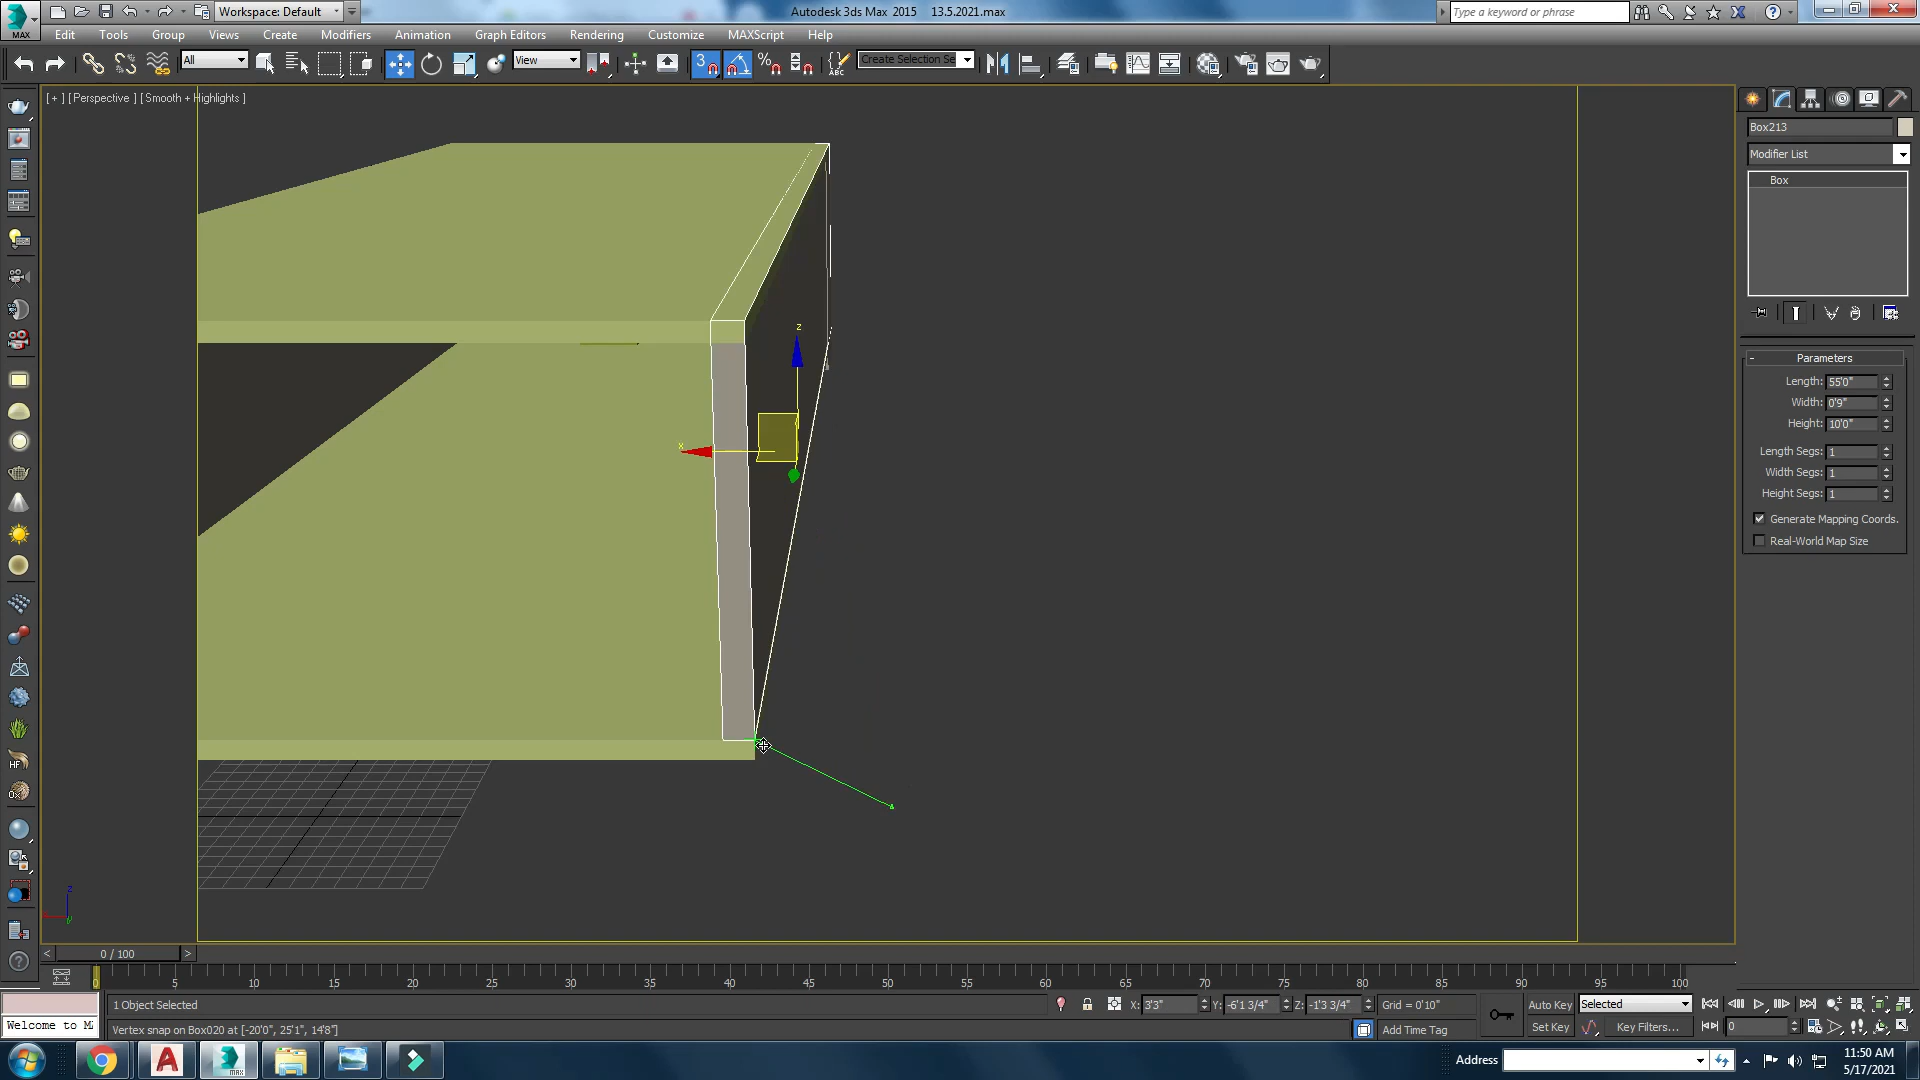 Workspace: Default
Autodesk 3ds Max 2015    13.5.2021.max
Type a keyword or phrase
MAX
Edit Tools Group Views Create Modifiers Animation Graph Editors Rendering Customize MAXScript Help
All
View
3
%
ABC
Create Selection Se
[ + ] [ Perspective ] [ Smooth + Highlights ]
Box213
Modifier List
Box
Parameters
Length: 55'0"
Width: 0'9"
Height: 10'0"
Length Segs: 1
Width Segs: 1
Height Segs: 1
Generate Mapping Coords.
Real-World Map Size
z
x
HF
z
0 / 100
0 5 10 15 20 25 30 35 40 45 50 55 60 65 70 75 80 85 90 95 100
1 Object Selected
X: 3'3" Y: -6'1 3/4" Z: -1'3 3/4" Grid = 0'10"
Auto Key Selected
Welcome to M
Vertex snap on Box020 at [-20'0", 25'1", 14'8"]
Add Time Tag
Set Key Key Filters... 0
Address
11:50 AM
5/17/2021